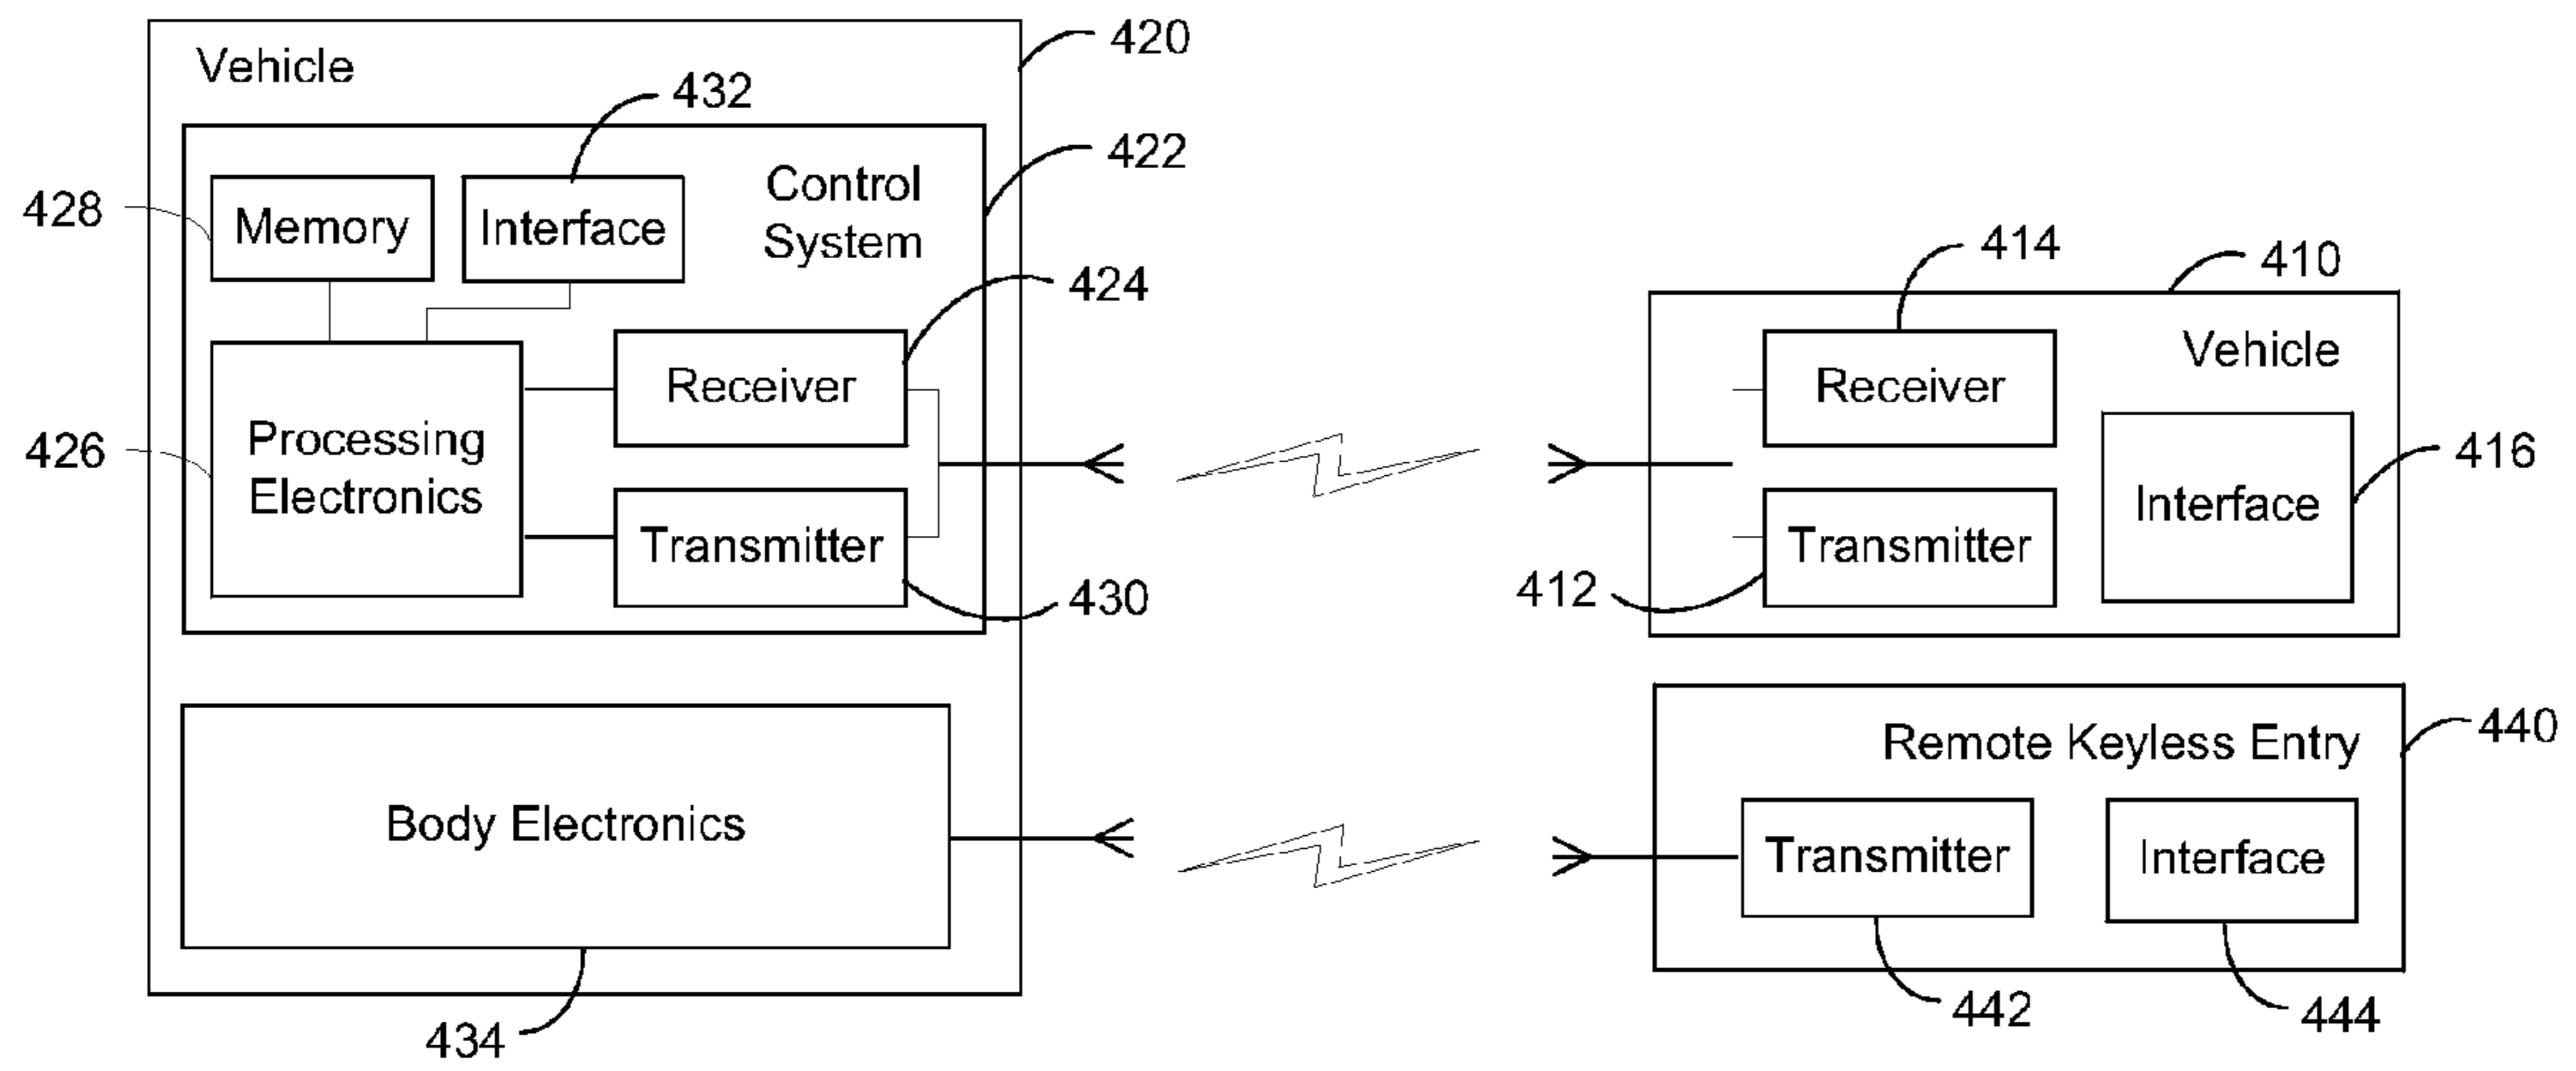 Vehicle
420
432
422
Control
System
428
Memory
Interface
424
Receiver
Processing
Electronics
426
Transmitter
430
Body Electronics
434
414
410
Vehicle
Receiver
416
Interface
Transmitter
412
440
Remote Keyless Entry
Transmitter
Interface
442
444